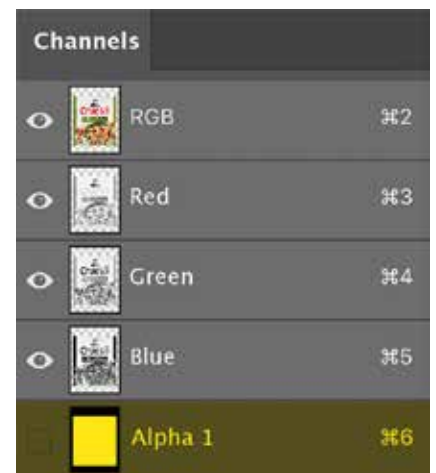 Channels
RGB ⌘2
Red ⌘3
Green ⌘4
Blue ⌘5
Alpha 1 ⌘6